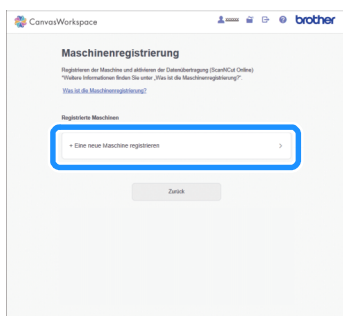 CanvasWorkspace
xxxxxx
brother
Maschinenregistrierung
Registrieren der Maschine und aktivieren der Datenübertragung (ScanNCut Online)
"Weitere Informationen finden Sie unter „Was ist die Maschinenregistrierung?".
Was ist die Maschinenregistrierung?
Registrierte Maschinen
+ Eine neue Maschine registrieren
Zurück